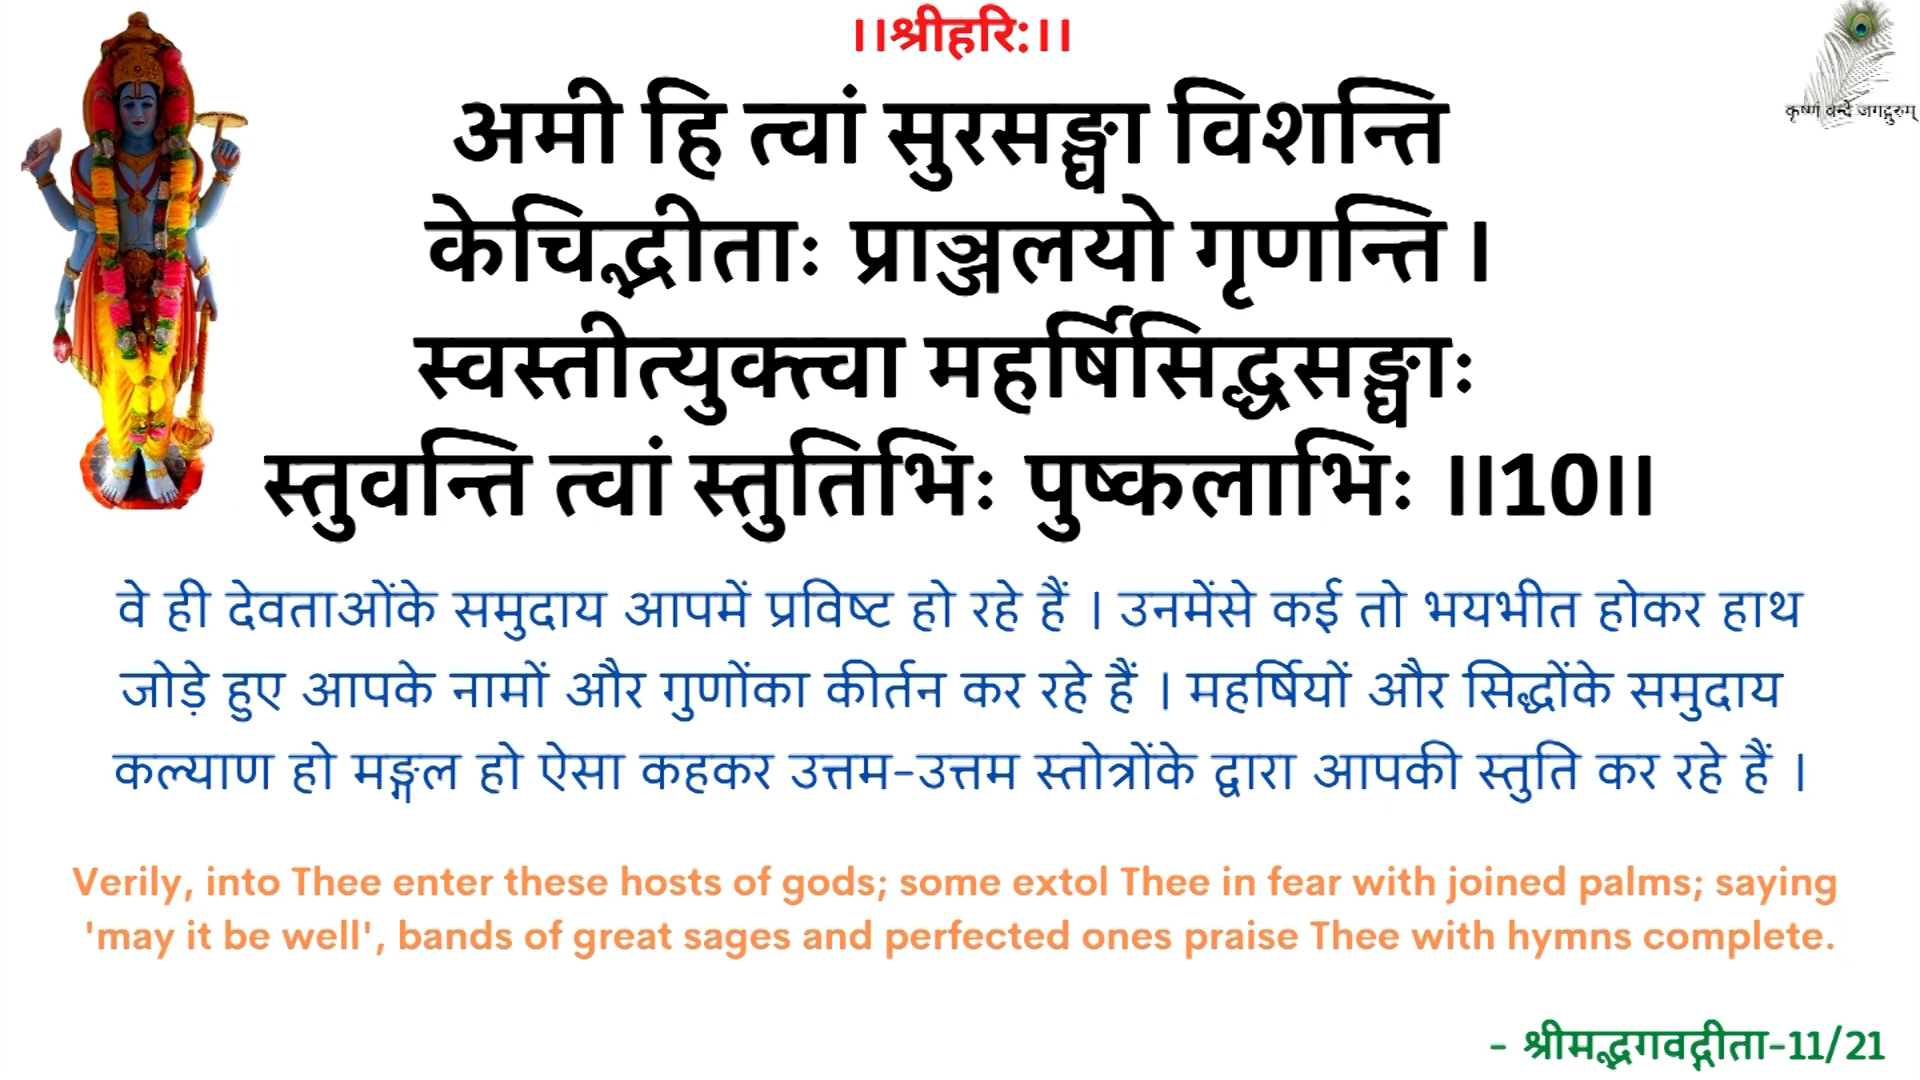 ।।श्रीहरि:।।
कृष्णं वन्दे जगद्गुरुम्
अमी हि त्वां सुरसङ्घा विशन्ति
केचिद्भीताः प्राञ्जलयो गृणन्ति ।
स्वस्तीत्युक्त्वा महर्षिसिद्धसङ्घाः
स्तुवन्ति त्वां स्तुतिभिः पुष्कलाभिः ॥10॥
वे ही देवताओंके समुदाय आपमें प्रविष्ट हो रहे हैं । उनमेंसे कई तो भयभीत होकर हाथ
जोड़े हुए आपके नामों और गुणोंका कीर्तन कर रहे हैं । महर्षियों और सिद्धोंके समुदाय
कल्याण हो मङ्गल हो ऐसा कहकर उत्तम-उत्तम स्तोत्रोंके द्वारा आपकी स्तुति कर रहे हैं ।
Verily, into Thee enter these hosts of gods; some extol Thee in fear with joined palms; saying
'may it be well', bands of great sages and perfected ones praise Thee with hymns complete.
- श्रीमद्भगवद्गीता-11/21